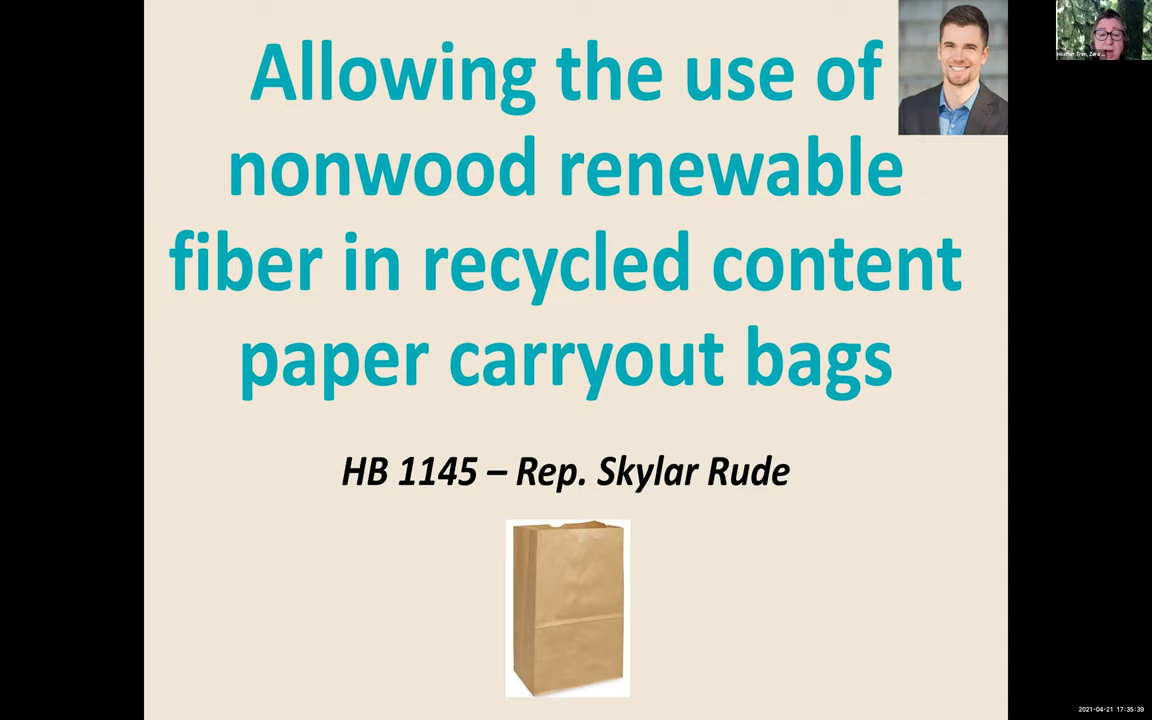 Allowing the use of
nonwood renewable
fiber in recycled content
paper carryout bags
HB 1145 – Rep. Skylar Rude
2021-04-21 17:35:39